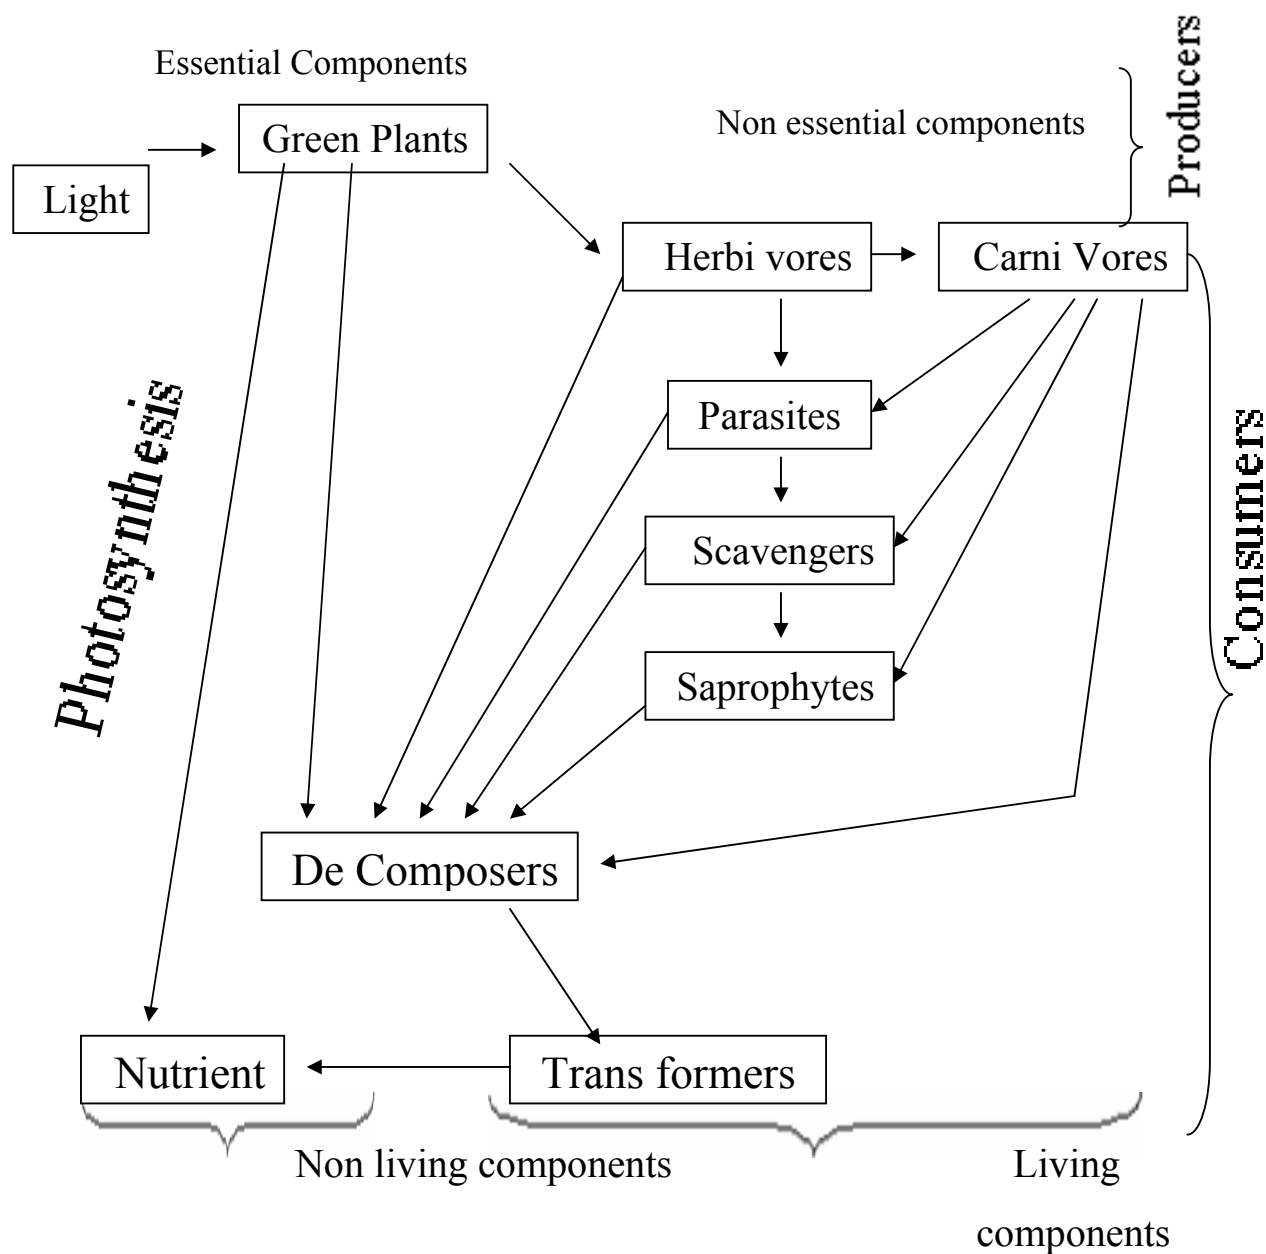 Essential Components
Producers
Non essential components
Green Plants
Light
Herbi vores
Carni Vores
Photosynthesis
Parasites
Consumers
Scavengers
Saprophytes
De Composers
Nutrient
Trans formers
Non living components
Living
components